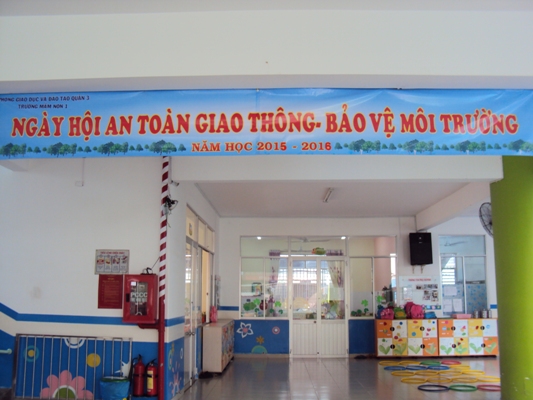 PHÒNG GIÁO DỤC VÀ ĐÀO TẠO QUẬN 3
TRƯỜNG MẦM NON 1
NGÀY HỘI AN TOÀN GIAO THÔNG- BẢO VỆ MÔI TRƯỜNG
NĂM HỌC 2015 - 2016
PCCC